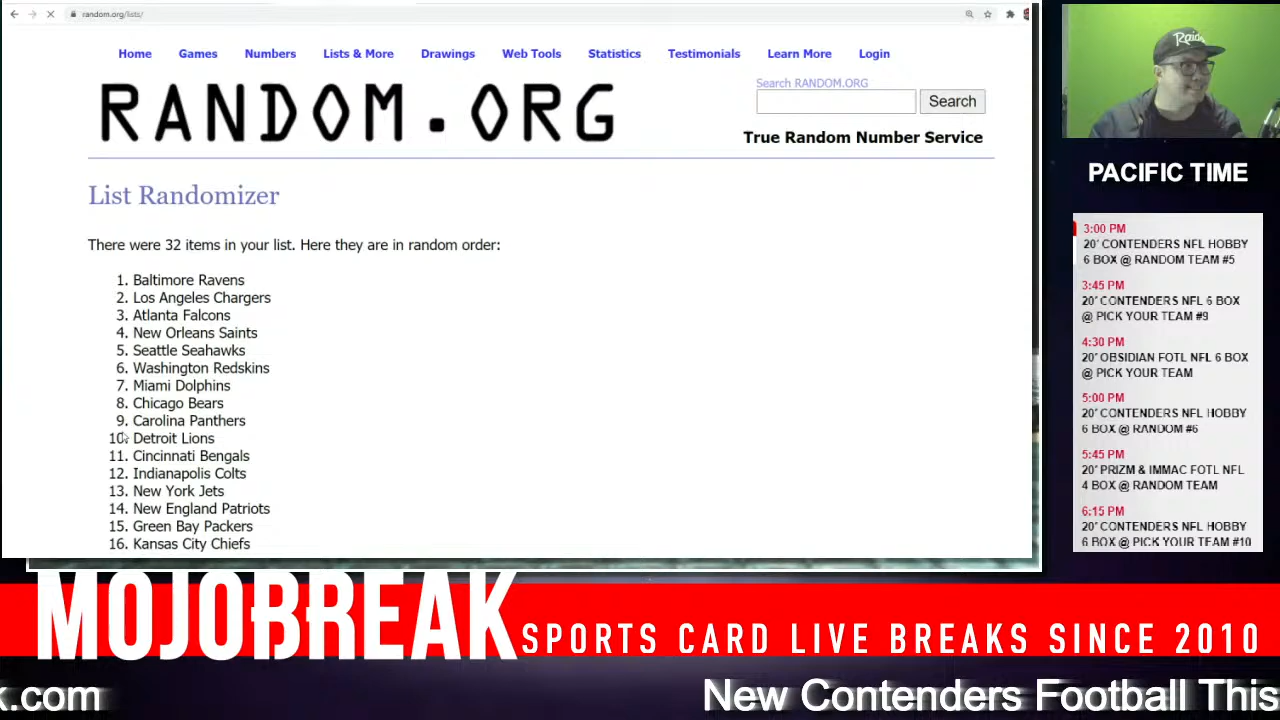 random.org/lists/
Home Games Numbers Lists & More Drawings Web Tools Statistics Testimonials Learn More Login
RANDOM.ORG
Search RANDOM.ORG
Search
True Random Number Service
List Randomizer
There were 32 items in your list. Here they are in random order:
1. Baltimore Ravens
2. Los Angeles Chargers
3. Atlanta Falcons
4. New Orleans Saints
5. Seattle Seahawks
6. Washington Redskins
7. Miami Dolphins
8. Chicago Bears
9. Carolina Panthers
10. Detroit Lions
11. Cincinnati Bengals
12. Indianapolis Colts
13. New York Jets
14. New England Patriots
15. Green Bay Packers
16. Kansas City Chiefs
PACIFIC TIME
3:00 PM
20' CONTENDERS NFL HOBBY
6 BOX @ RANDOM TEAM #5
3:45 PM
20' CONTENDERS NFL 6 BOX
@ PICK YOUR TEAM #9
4:30 PM
20' OBSIDIAN FOTL NFL 6 BOX
@ PICK YOUR TEAM
5:00 PM
20' CONTENDERS NFL HOBBY
6 BOX @ RANDOM #6
5:45 PM
20' PRIZM & IMMAC FOTL NFL
4 BOX @ RANDOM TEAM
6:15 PM
20' CONTENDERS NFL HOBBY
6 BOX @ PICK YOUR TEAM #10
MOJOBREAK
SPORTS CARD LIVE BREAKS SINCE 2010
k.com
New Contenders Football This